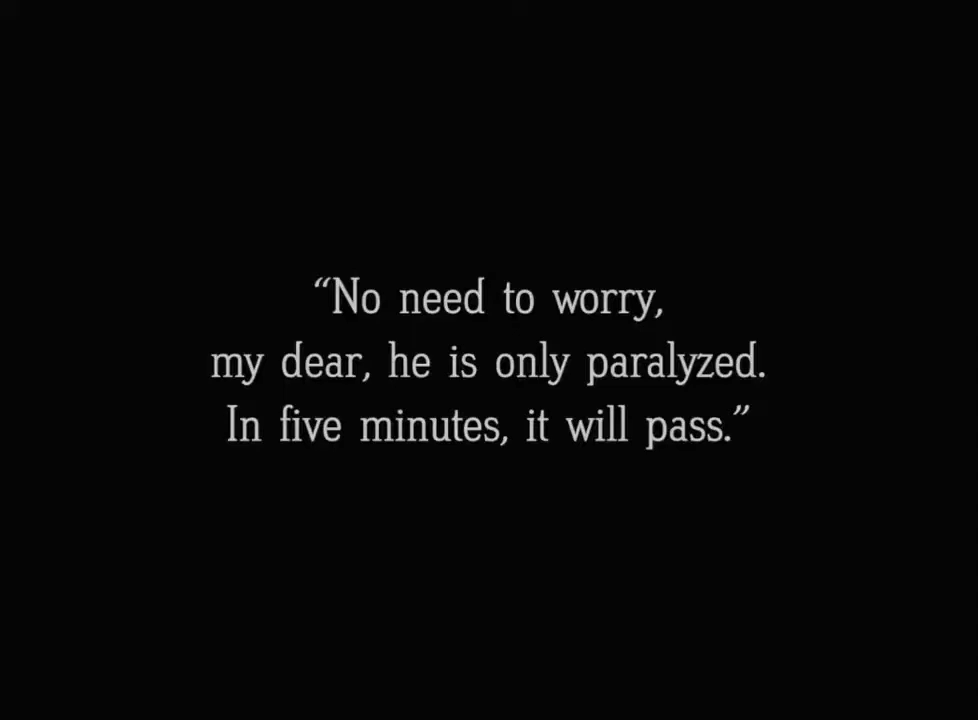 “No need to worry,
my dear, he is only paralyzed.
In five minutes, it will pass.”